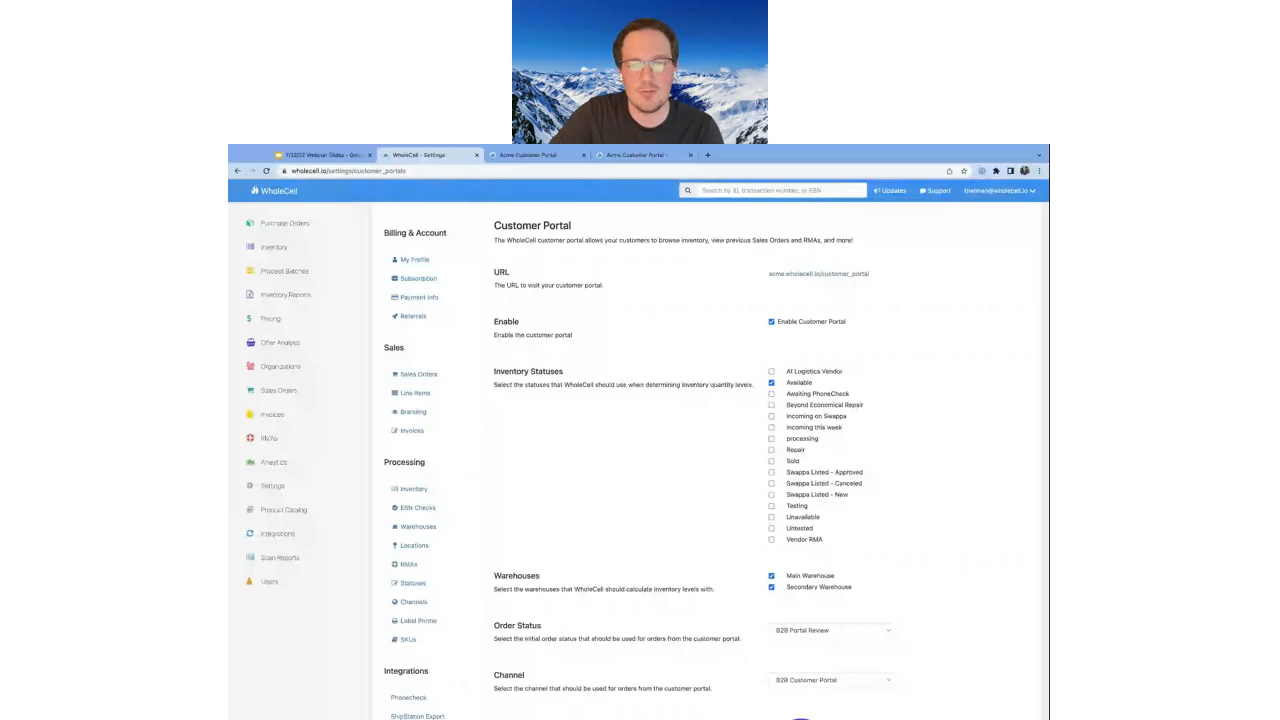 7/12/22 Webinar Slides - Goo
WholeCell - Settings
Acme Customer Portal -
Acme Customer Portal -
wholecell.io/settings/customer_portals
WholeCell
Search by ID, transaction number, or ESN
Updates
Support
brennan@wholecell.io
Purchase Orders
Inventory
Process Batches
Inventory Reports
Pricing
Offer Analysis
Organizations
Sales Orders
Invoices
RMAs
Analytics
Settings
Product Catalog
Integrations
Scan Reports
Users
Billing & Account
My Profile
Subscription
Payment info
Referrals
Sales
Sales Orders
Line Items
Branding
Invoices
Processing
Inventory
ESN Checks
Warehouses
Locations
RMAs
Statuses
Channels
Label Printer
SKUs
Integrations
Phonecheck
ShipStation Export
Customer Portal
The WholeCell customer portal allows your customers to browse inventory, view previous Sales Orders and RMAs, and more!
URL
The URL to visit your customer portal.
acme.wholecell.io/customer_portal
Enable
Enable the customer portal
Enable Customer Portal
Inventory Statuses
Select the statuses that WholeCell should use when determining inventory quantity levels.
At Logistics Vendor
Available
Awaiting PhoneCheck
Beyond Economical Repair
Incoming on Swappa
Incoming this week
processing
Repair
Sold
Swappa Listed - Approved
Swappa Listed - Canceled
Swappa Listed - New
Testing
Unavailable
Untested
Vendor RMA
Warehouses
Select the warehouses that WholeCell should calculate inventory levels with.
Main Warehouse
Secondary Warehouse
Order Status
Select the initial order status that should be used for orders from the customer portal.
B2B Portal Review
Channel
Select the channel that should be used for orders from the customer portal.
B2B Customer Portal